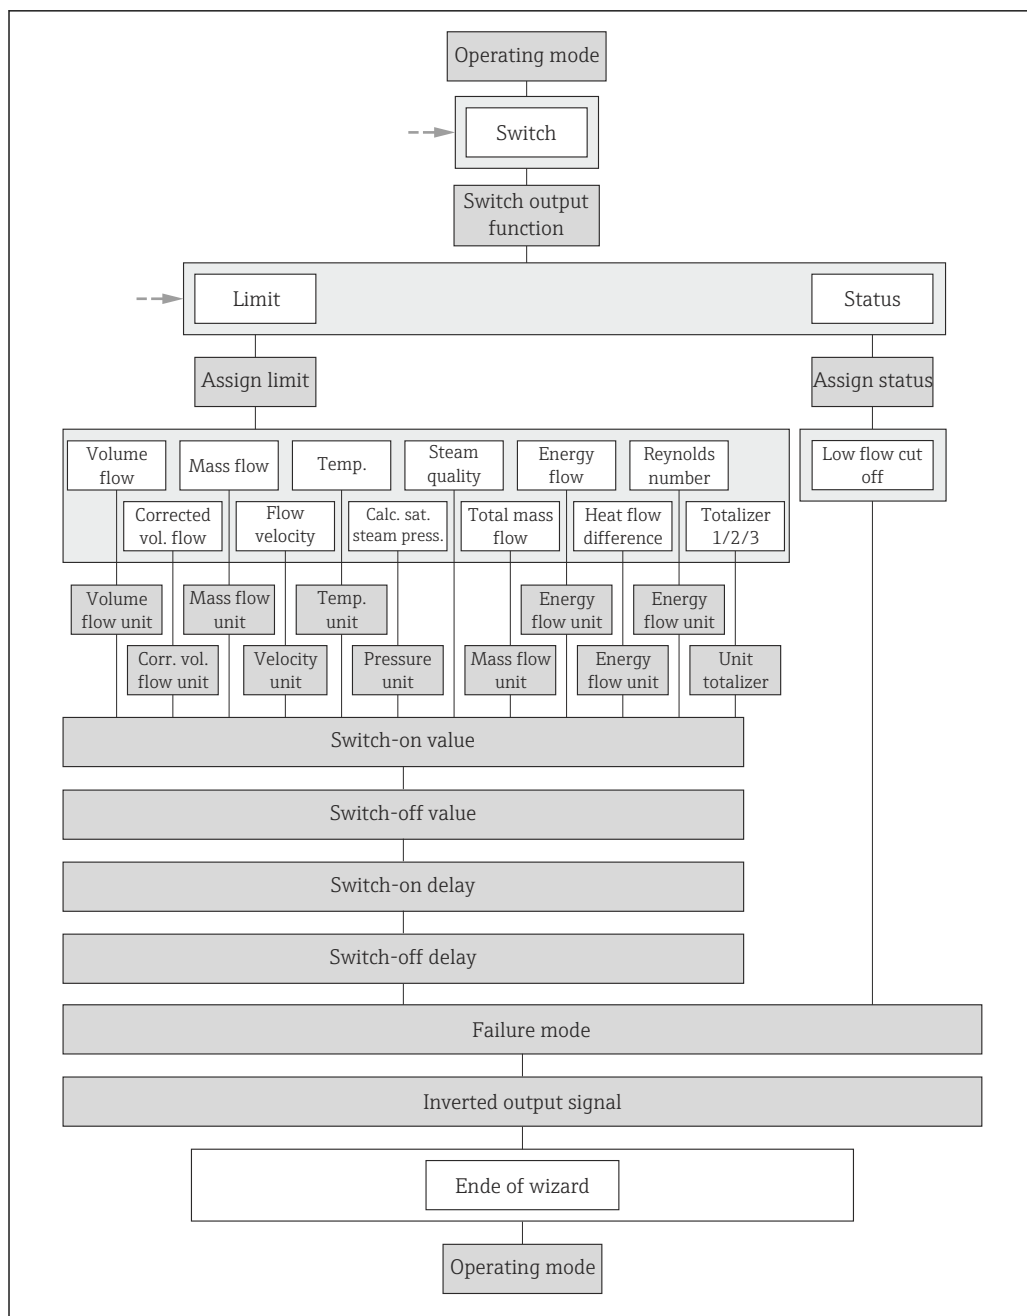 Operating mode
Switch
Switch output
function
Limit
Status
Assign limit
Assign status
Volume
flow
Mass flow
Temp.
Steam
quality
Energy
flow
Reynolds
number
Low flow cut
off
Corrected
vol. flow
Flow
velocity
Calc. sat.
steam press.
Total mass
flow
Heat flow
difference
Totalizer
1/2/3
Volume
flow unit
Mass flow
unit
Temp.
unit
Energy
flow unit
Energy
flow unit
Corr. vol.
flow unit
Velocity
unit
Pressure
unit
Mass flow
unit
Energy
flow unit
Unit
totalizer
Switch-on value
Switch-off value
Switch-on delay
Switch-off delay
Failure mode
Inverted output signal
Ende of wizard
Operating mode